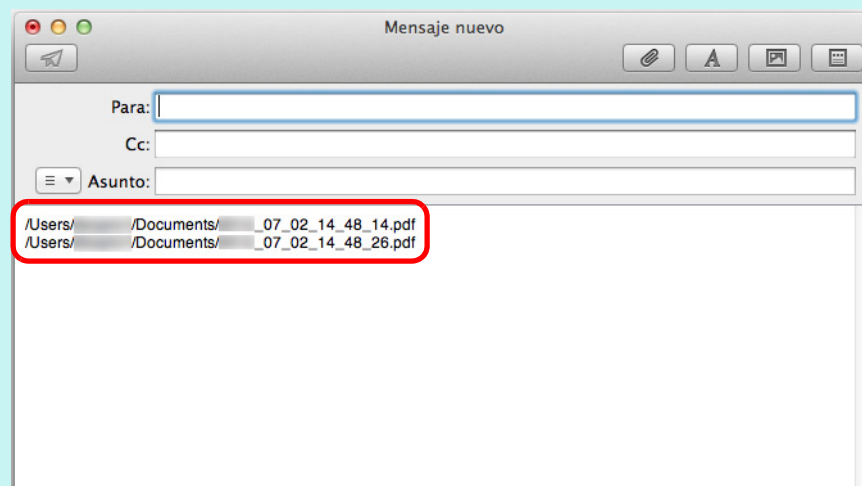 Mensaje nuevo
Para:
Cc:
Asunto:
/Users/ /Documents/ _07_02_14_48_14.pdf
/Users/ /Documents/ _07_02_14_48_26.pdf